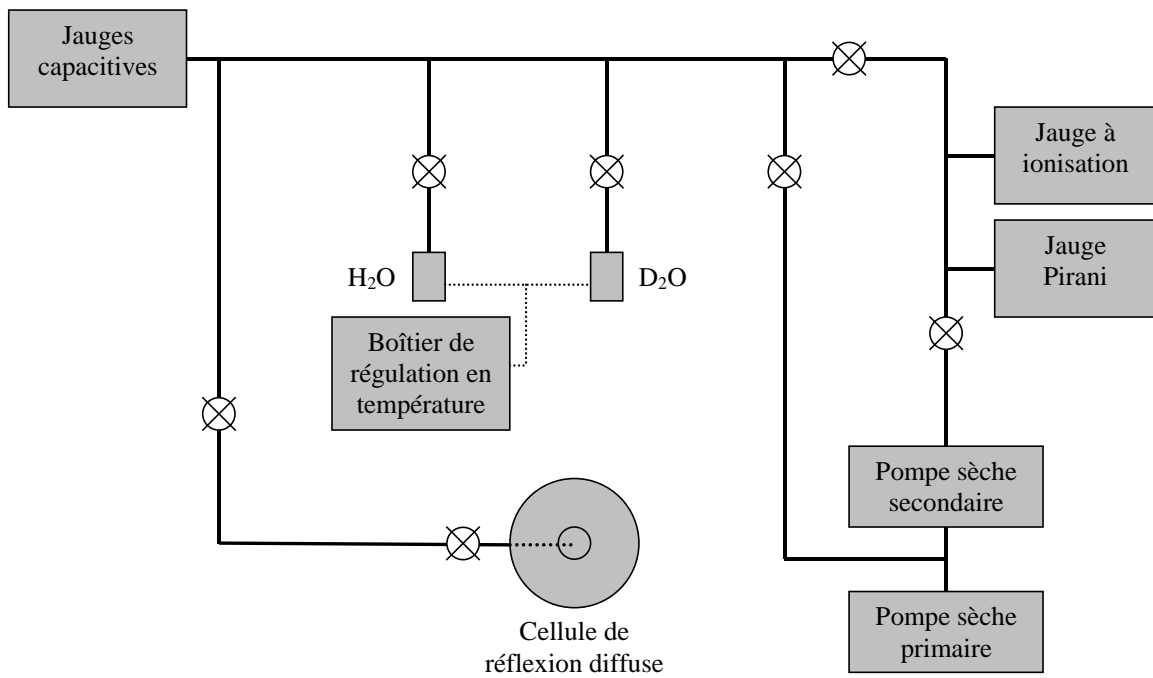 Jauges
capacitives
Jauge à
ionisation
Jauge
Pirani
H₂O
D₂O
Boîtier de
régulation en
température
Pompe sèche
secondaire
Pompe sèche
primaire
Cellule de
réflexion diffuse